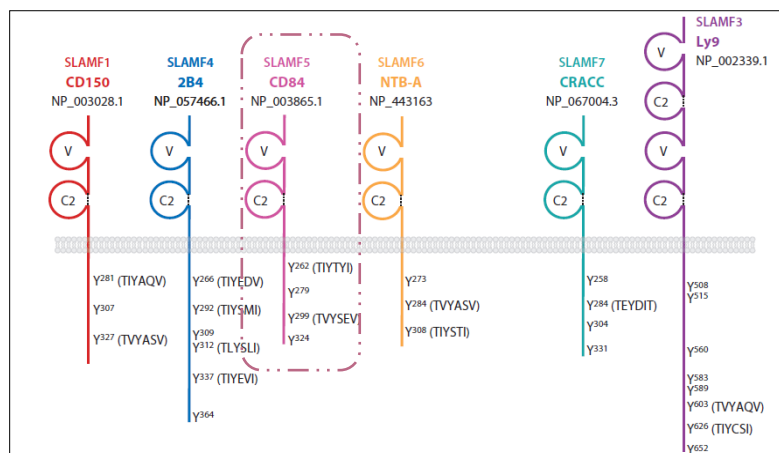 SLAMF1
CD150
NP_003028.1
V
C2
Y281 (TIYAQV)
Y307
Y327 (TVYASV)
SLAMF4
2B4
NP_057466.1
V
C2
Y266 (TIYEDV)
Y292 (TIYSMI)
Y309
Y312 (TLYSLI)
Y337 (TIYEVI)
Y364
SLAMF5
CD84
NP_003865.1
V
C2
Y262 (TIYTYI)
Y279
Y299 (TVYSEV)
Y324
SLAMF6
NTB-A
NP_443163
V
C2
Y273
Y284 (TVYASV)
Y308 (TIYSTI)
SLAMF7
CRACC
NP_067004.3
V
C2
Y258
Y284 (TEYDIT)
Y304
Y331
SLAMF3
Ly9
NP_002339.1
V
C2
V
C2
Y508
Y515
Y560
Y583
Y589
Y603 (TVYAQV)
Y626 (TIYCSI)
Y652